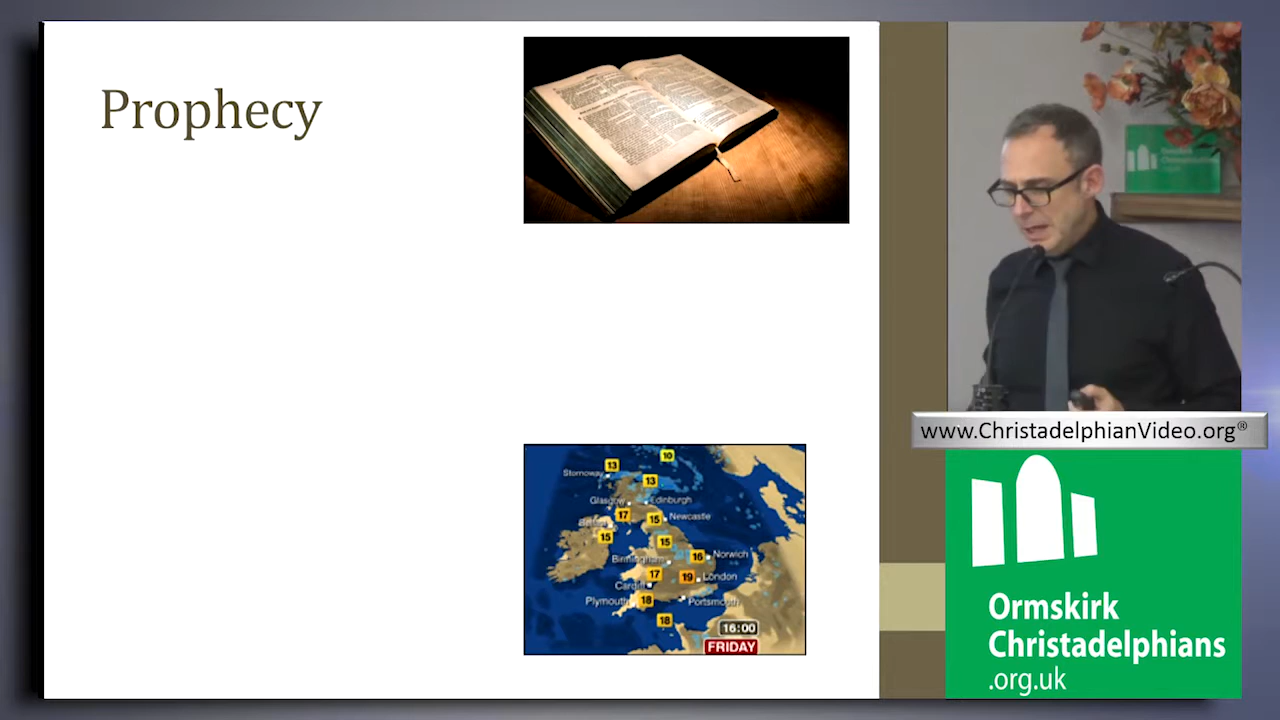 Prophecy
10
13
Stornoway
13
Glasgow
Edinburgh
17
15
Newcastle
15
15
Birmingham
16
Norwich
17
19
London
Cardiff
Plymouth
18
Portsmouth
18
16:00
FRIDAY
www.ChristadelphianVideo.org®
Ormskirk
Christadelphians
.org.uk